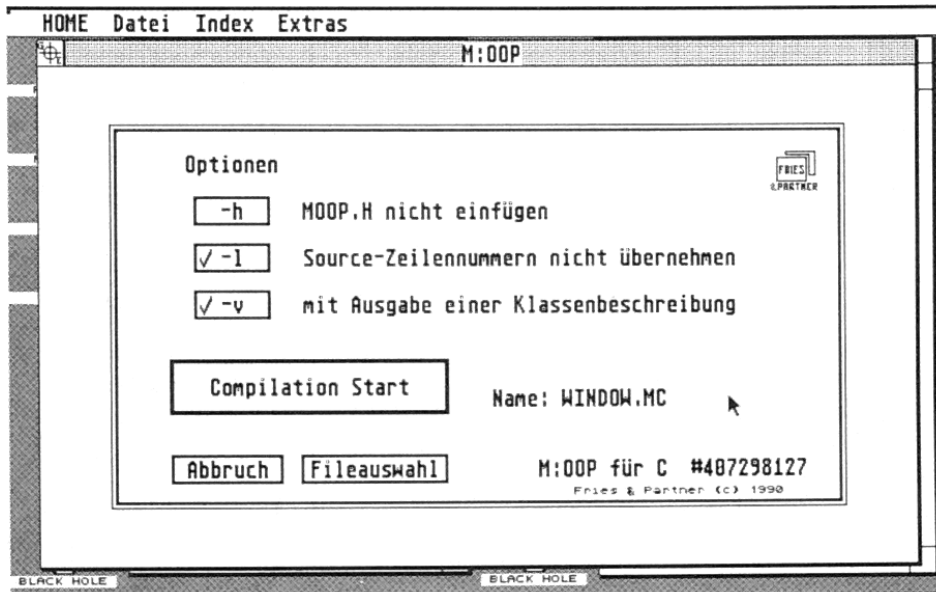 HOME Datei Index Extras
M:OOP
Optionen
FRIES
& PARTNER
-h MOOP.H nicht einfügen
✓ -l Source-Zeilennummern nicht übernehmen
✓ -v mit Ausgabe einer Klassenbeschreibung
Compilation Start
Name: WINDOW.MC
Abbruch Fileauswahl
M:OOP für C #487298127
Fries & Partner (c) 1990
BLACK HOLE
BLACK HOLE